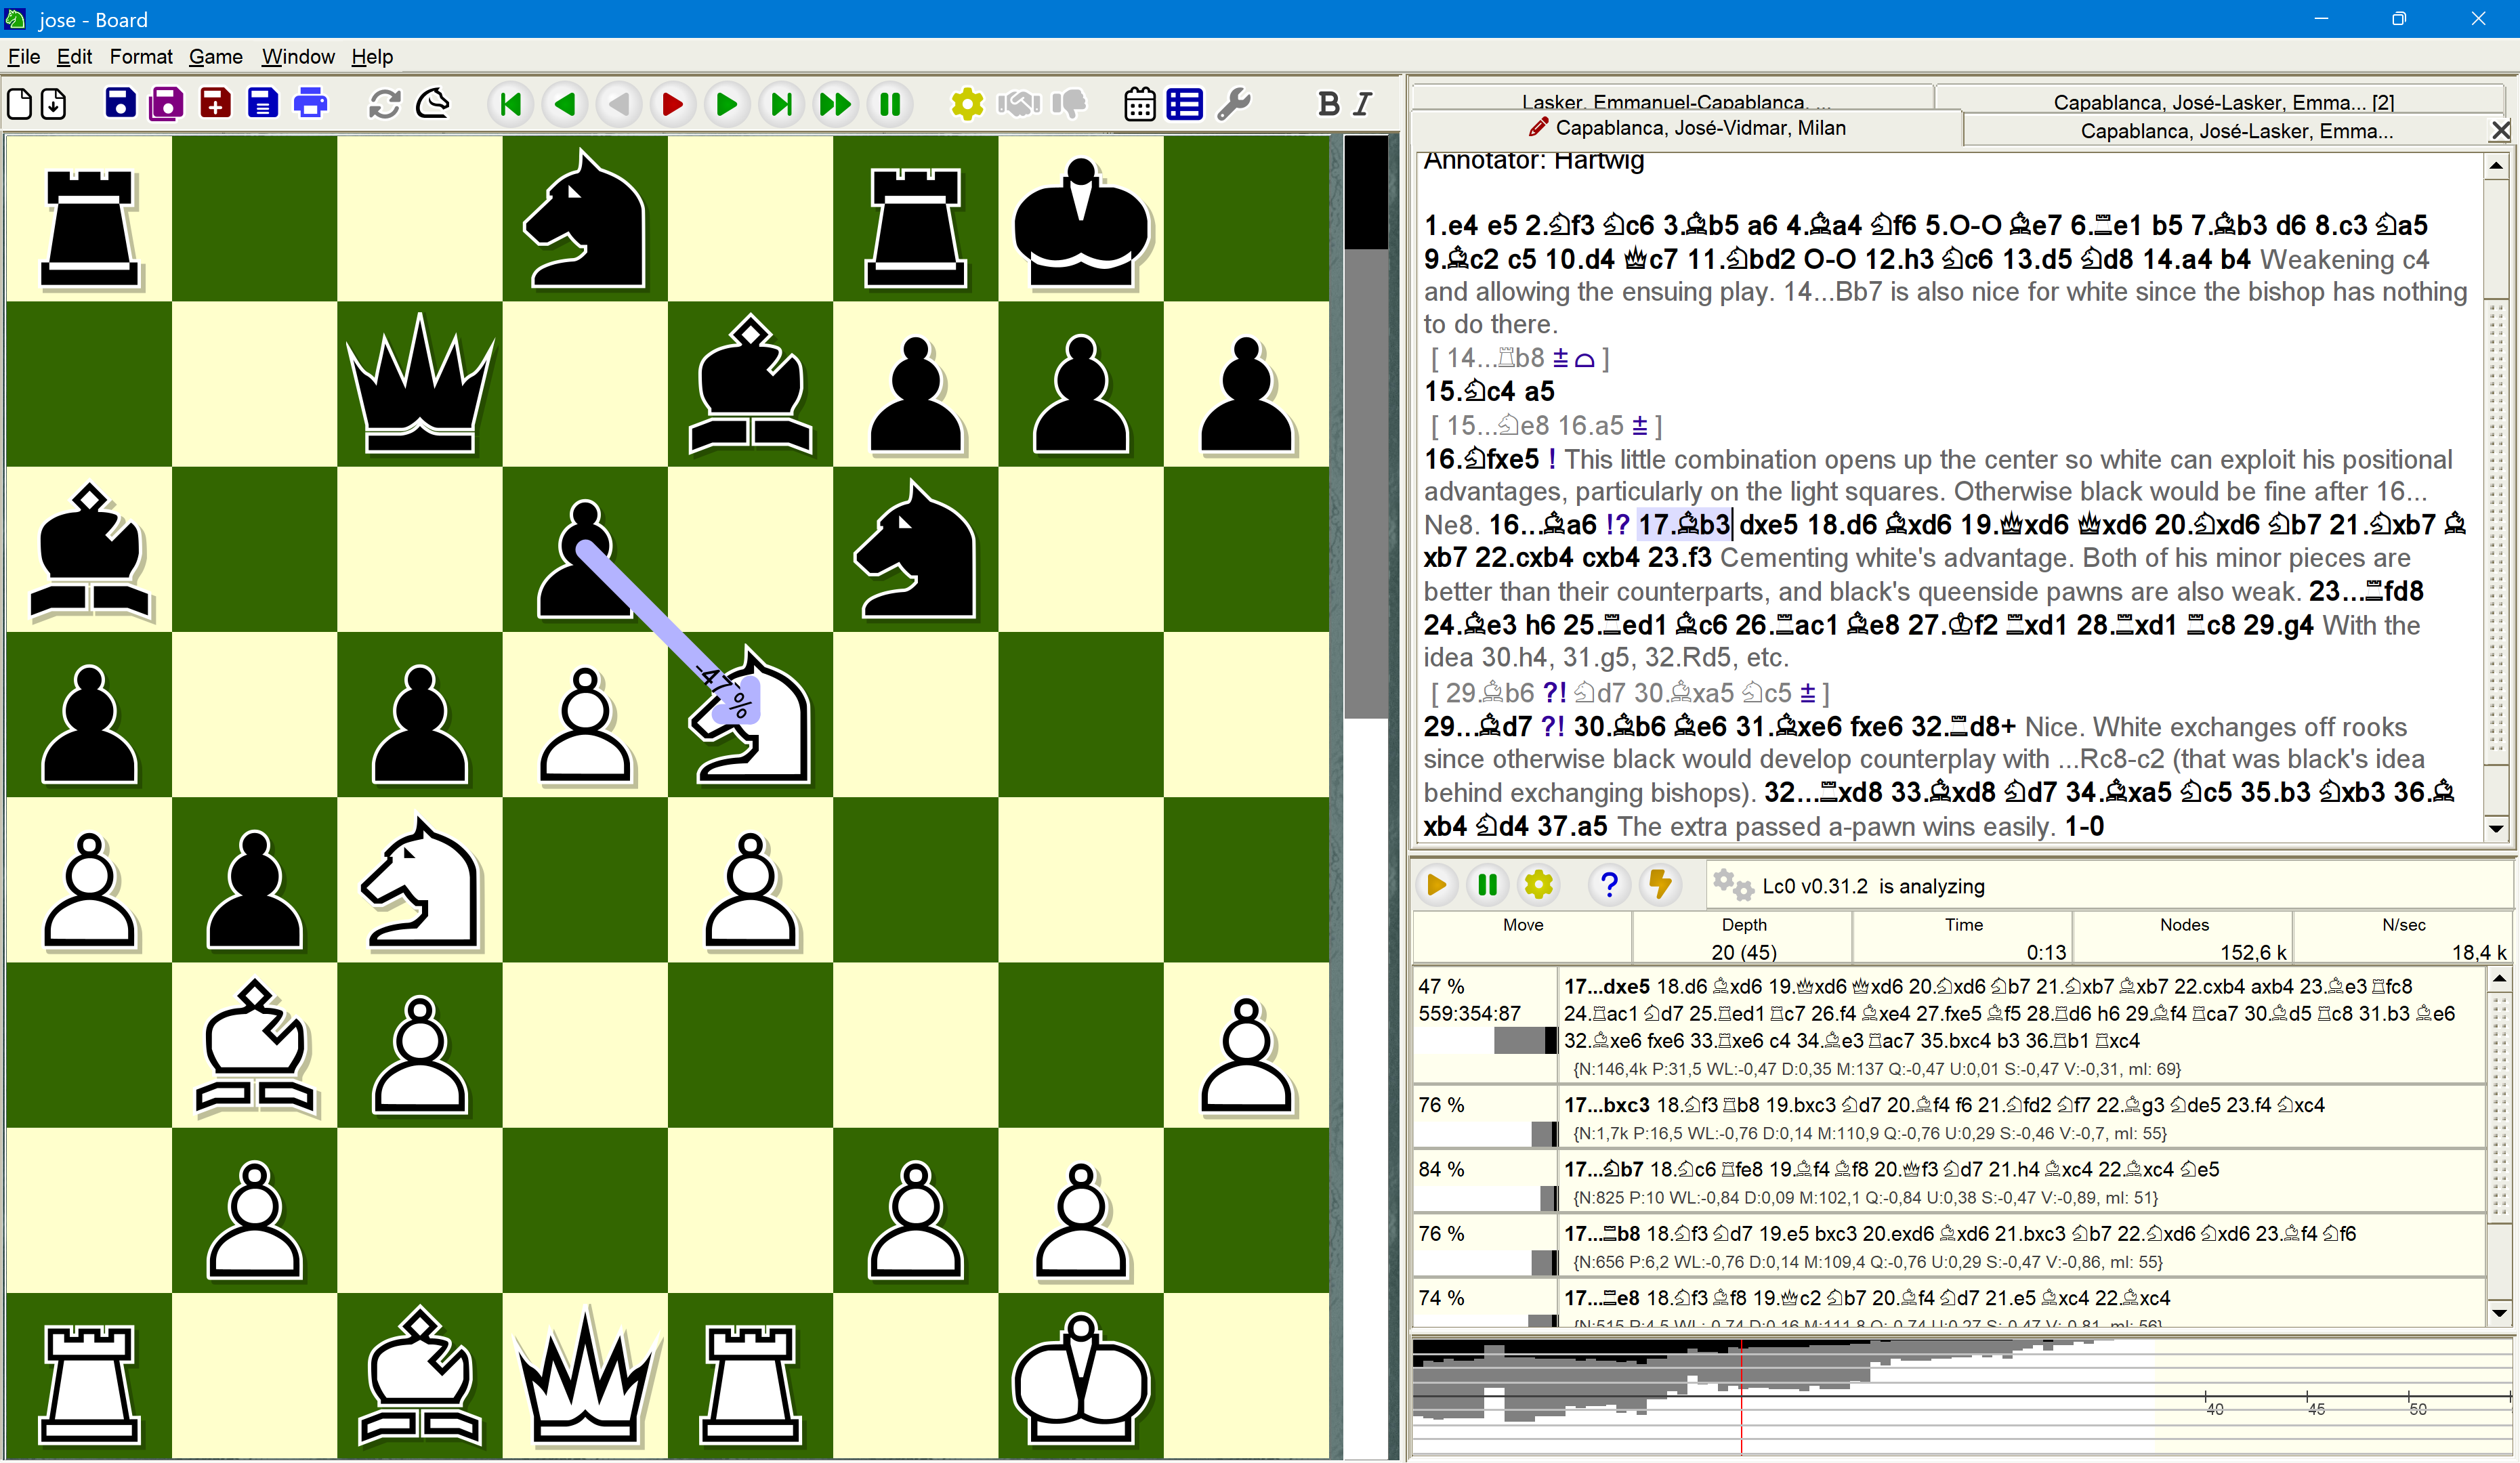 jose - Board
File Edit Format Game Window Help
B I
Lasker, Emmanuel-Capablanca, ...
Capablanca, José-Lasker, Emma... [2]
Capablanca, José-Vidmar, Milan
Capablanca, José-Lasker, Emma...
Annotator: Hartwig
1.e4 e5 2.♘f3 ♘c6 3.♗b5 a6 4.♗a4 ♘f6 5.O-O ♗e7 6.♖e1 b5 7.♗b3 d6 8.c3 ♘a5
9.♗c2 c5 10.d4 ♕c7 11.♘bd2 O-O 12.h3 ♘c6 13.d5 ♘d8 14.a4 b4 Weakening c4
and allowing the ensuing play. 14...Bb7 is also nice for white since the bishop has nothing
to do there.
[ 14...♖b8 ± ⌓ ]
15.♘c4 a5
[ 15...♘e8 16.a5 ⩲ ]
16.♘fxe5 ! This little combination opens up the center so white can exploit his positional
advantages, particularly on the light squares. Otherwise black would be fine after 16...
Ne8. 16...♗a6 !? 17.♗b3 dxe5 18.d6 ♗xd6 19.♕xd6 ♕xd6 20.♘xd6 ♘b7 21.♘xb7 ♗
xb7 22.cxb4 cxb4 23.f3 Cementing white's advantage. Both of his minor pieces are
better than their counterparts, and black's queenside pawns are also weak. 23...♖fd8
24.♗e3 h6 25.♖ed1 ♗c6 26.♖ac1 ♗e8 27.♔f2 ♖xd1 28.♖xd1 ♖c8 29.g4 With the
idea 30.h4, 31.g5, 32.Rd5, etc.
[ 29.♗b6 ?! ♘d7 30.♗xa5 ♘c5 ± ]
29...♗d7 ?! 30.♗b6 ♗e6 31.♗xe6 fxe6 32.♖d8+ Nice. White exchanges off rooks
since otherwise black would develop counterplay with ...Rc8-c2 (that was black's idea
behind exchanging bishops). 32...♖xd8 33.♗xd8 ♘d7 34.♗xa5 ♘c5 35.b3 ♘xb3 36.♗
xb4 ♘d4 37.a5 The extra passed a-pawn wins easily. 1-0
-47 %
? Lc0 v0.31.2 is analyzing
Move Depth Time Nodes N/sec
20 (45) 0:13 152,6 k 18,4 k
47 % 17...dxe5 18.d6 ♗xd6 19.♕xd6 ♕xd6 20.♘xd6 ♘b7 21.♘xb7 ♗xb7 22.cxb4 axb4 23.♗e3 ♖fc8
559:354:87 24.♖ac1 ♘d7 25.♖ed1 ♖c7 26.f4 ♗xe4 27.fxe5 ♗f5 28.♖d6 h6 29.♗f4 ♖ca7 30.♗d5 ♖c8 31.b3 ♗e6
32.♗xe6 fxe6 33.♖xe6 c4 34.♗e3 ♖ac7 35.bxc4 b3 36.♖b1 ♖xc4
{N:146,4k P:31,5 WL:-0,47 D:0,35 M:137 Q:-0,47 U:0,01 S:-0,47 V:-0,31, ml: 69}
76 % 17...bxc3 18.♘f3 ♖b8 19.bxc3 ♘d7 20.♗f4 f6 21.♘fd2 ♘f7 22.♗g3 ♘de5 23.f4 ♘xc4
{N:1,7k P:16,5 WL:-0,76 D:0,14 M:110,9 Q:-0,76 U:0,29 S:-0,46 V:-0,7, ml: 55}
84 % 17...♘b7 18.♘c6 ♖fe8 19.♗f4 ♗f8 20.♕f3 ♘d7 21.h4 ♗xc4 22.♗xc4 ♘e5
{N:825 P:10 WL:-0,84 D:0,09 M:102,1 Q:-0,84 U:0,38 S:-0,47 V:-0,89, ml: 51}
76 % 17...♖b8 18.♘f3 ♘d7 19.e5 bxc3 20.exd6 ♗xd6 21.bxc3 ♘b7 22.♘xd6 ♘xd6 23.♗f4 ♘f6
{N:656 P:6,2 WL:-0,76 D:0,14 M:109,4 Q:-0,76 U:0,29 S:-0,47 V:-0,86, ml: 55}
74 % 17...♖e8 18.♘f3 ♗f8 19.♕c2 ♘b7 20.♗f4 ♘d7 21.e5 ♗xc4 22.♗xc4
{N:515 P:4,5 WL:-0,74 D:0,16 M:111,8 Q:-0,74 U:0,27 S:-0,47 V:-0,81, ml: 56}
40 45 50